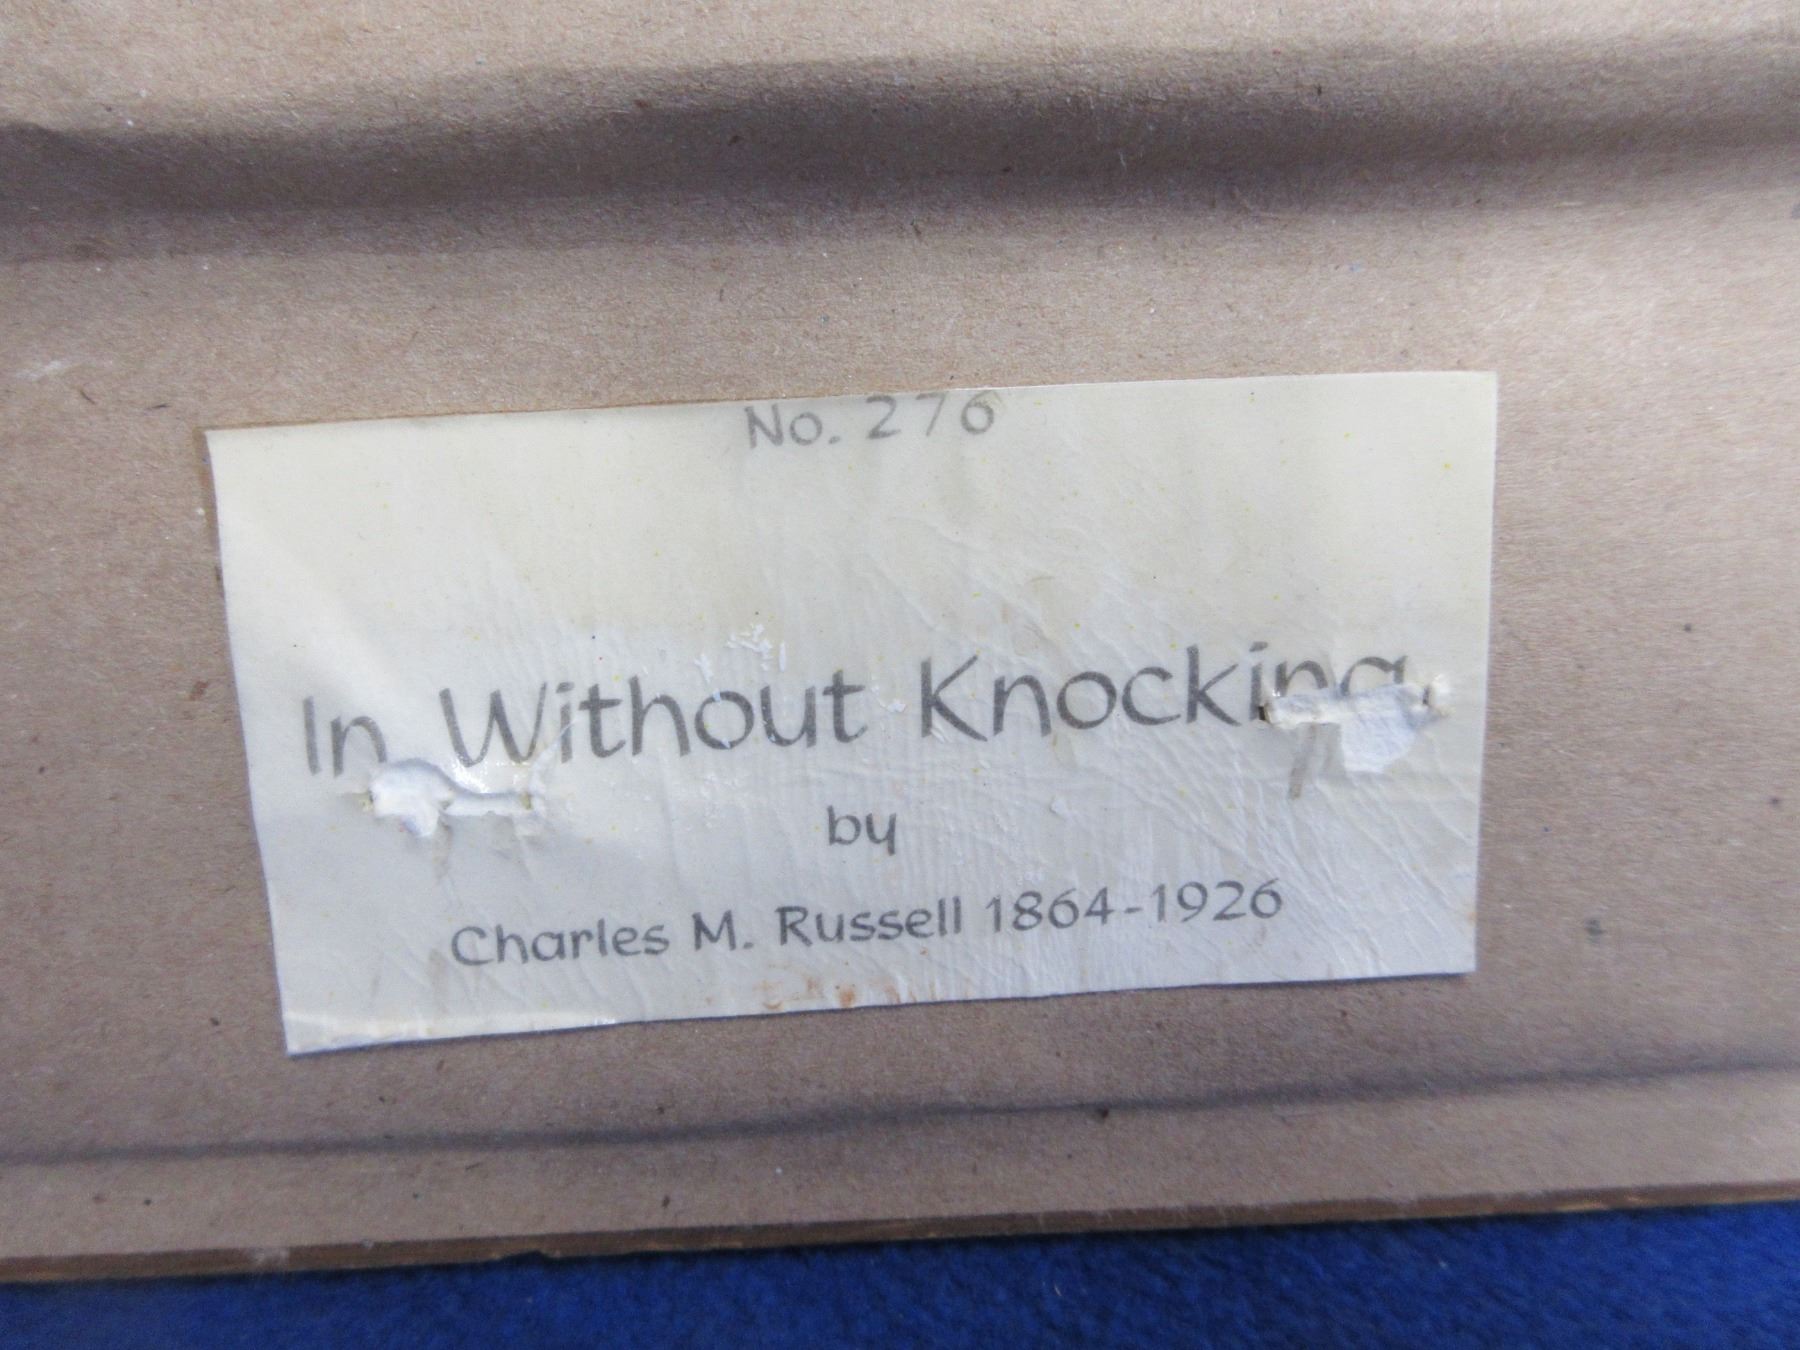 No. 276
In Without Knocking
by
Charles M. Russell 1864-1926